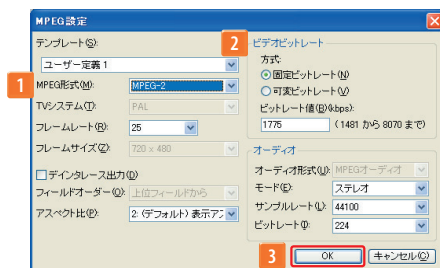 MPEG設定
テンプレート(S):
ユーザー定義 1
1
MPEG形式(M): MPEG-2
TVシステム(T): PAL
フレームレート(R): 25
フレームサイズ(Z): 720 x 480
デインタレース出力(D)
フィールドオーダー(O): 上位フィールドから
アスペクト比(P): 2: (デフォルト) 表示アス
2
ビデオビットレート
方式:
固定ビットレート(N)
可変ビットレート(V)
ビットレート値(B)(kbps):
1775 (1481 から 8070 まで)
オーディオ
オーディオ形式(U): MPEGオーディオ
モード(E): ステレオ
サンプルレート(L): 44100
ビットレート(I): 224
3
OK キャンセル(C)